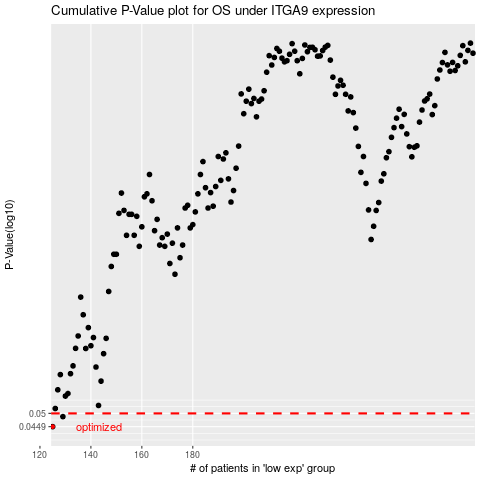 Cumulative P-Value plot for OS under ITGA9 expression
P-Value(log10)
0.05
0.0449
optimized
120 140 160 180
# of patients in 'low exp' group